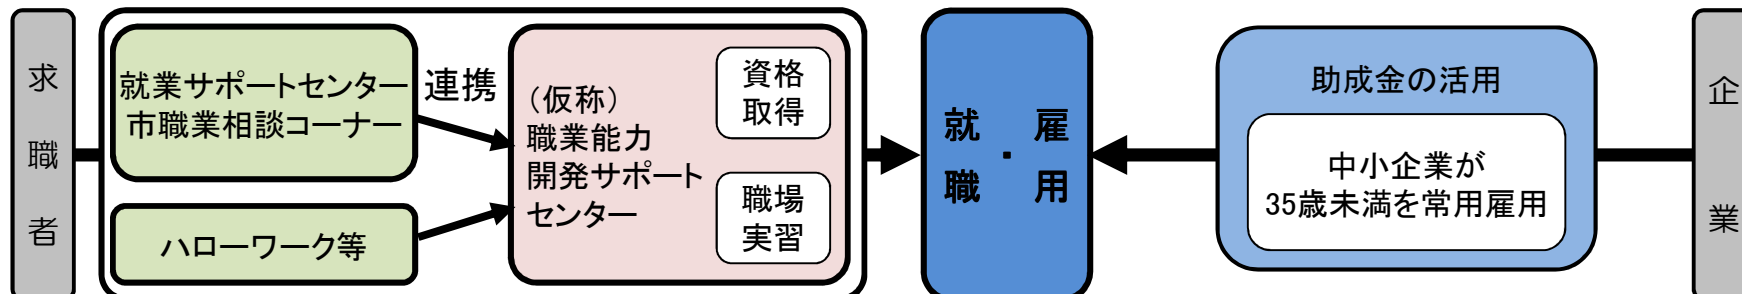 求職者
就業サポートセンター
市職業相談コーナー
ハローワーク等
連携
（仮称）
職業能力
開発サポート
センター
資格
取得
職場
実習
就職・雇用
助成金の活用
中小企業が
35歳未満を常用雇用
企業